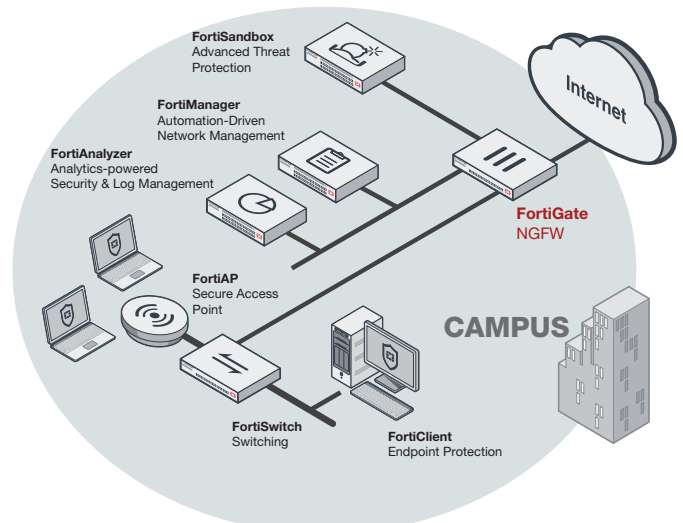 FortiSandbox
Advanced Threat
Protection
Internet
FortiManager
Automation-Driven
Network Management
FortiAnalyzer
Analytics-powered
Security & Log Management
FortiGate
NGFW
FortiAP
Secure Access
Point
CAMPUS
FortiSwitch
Switching
FortiClient
Endpoint Protection